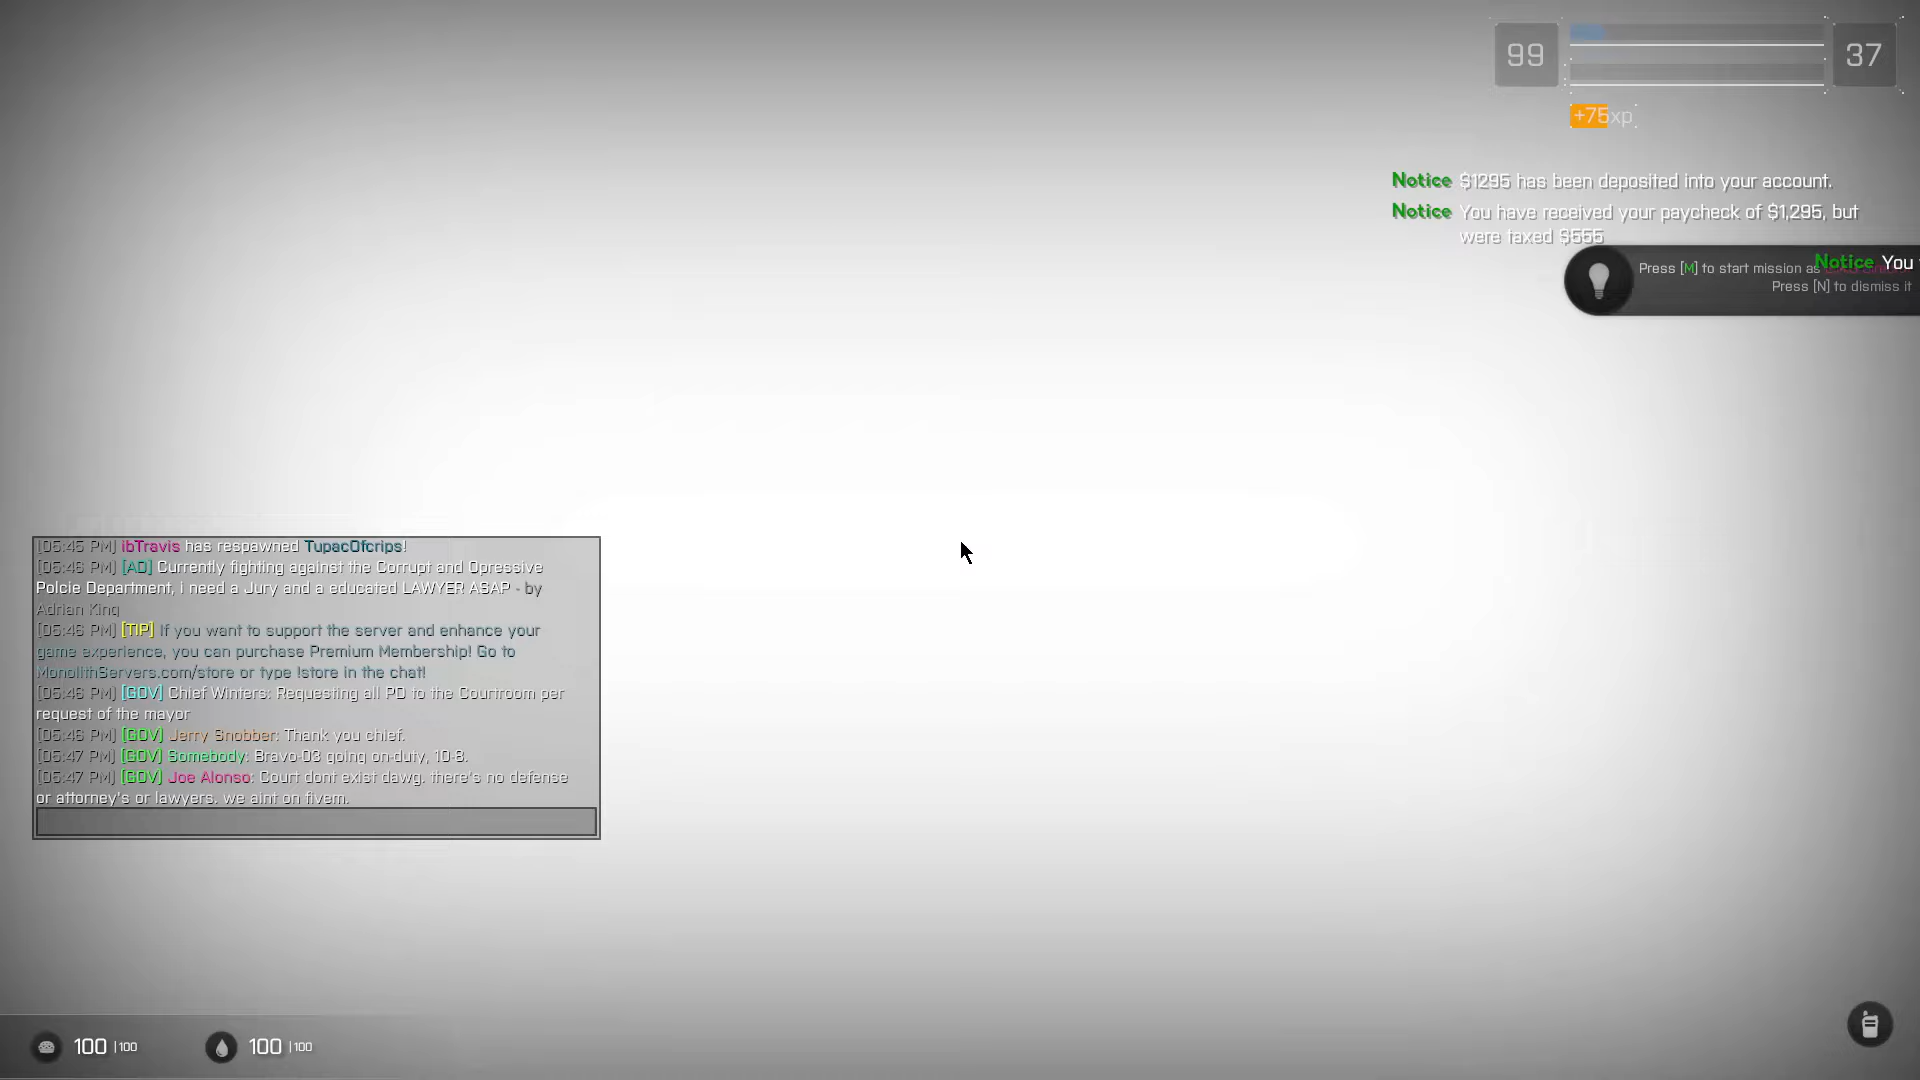 99
37
+75xp
Notice $1295 has been deposited into your account.
Notice You have received your paycheck of $1,295, but
were taxed $555
Notice You
Press [M] to start mission as
Press [N] to dismiss it
[05:45 PM] ibTravis has respawned TupacOfcrips!
[05:46 PM] [AD] Currently fighting against the Corrupt and Opressive
Polcie Department, i need a Jury and a educated LAWYER ASAP - by
Adrian King
[05:46 PM] [TIP] If you want to support the server and enhance your
game experience, you can purchase Premium Membership! Go to
MonolithServers.com/store or type !store in the chat!
[05:46 PM] [GOV] Chief Winters: Requesting all PD to the Courtroom per
request of the mayor
[05:46 PM] [GOV] Jerry Snobber: Thank you chief.
[05:47 PM] [GOV] Somebody: Bravo-03 going on-duty, 10-8.
[05:47 PM] [GOV] Joe Alonso: Court dont exist dawg. there's no defense
or attorney's or lawyers. we aint on fivem.
100 |100
100 |100